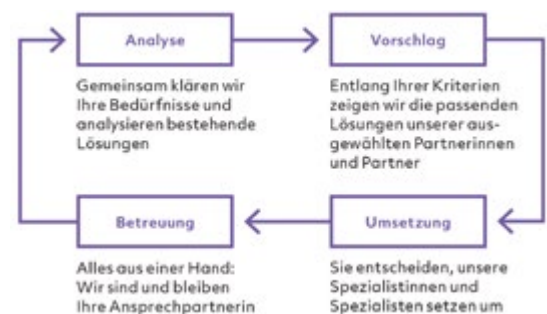 Analyse
Gemeinsam klären wir
Ihre Bedürfnisse und
analysieren bestehende
Lösungen
Vorschlag
Entlang Ihrer Kriterien
zeigen wir die passenden
Lösungen unserer aus-
gewählten Partnerinnen
und Partner
Umsetzung
Sie entscheiden, unsere
Spezialistinnen und
Spezialisten setzen um
Betreuung
Alles aus einer Hand:
Wir sind und bleiben
Ihre Ansprechpartnerin